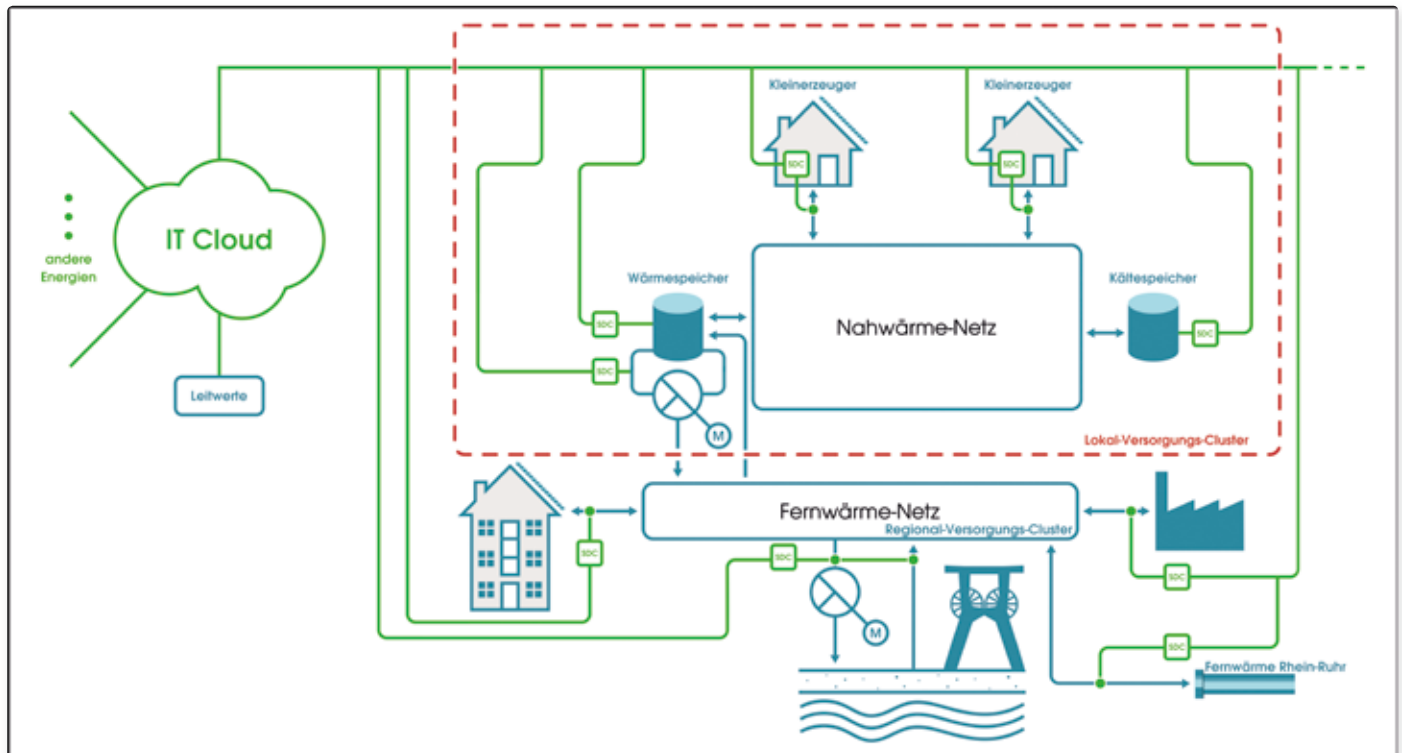 Kleinerzeuger
Kleinerzeuger
SDC
SDC
IT Cloud
andere
Energien
Wärmespeicher
Kältespeicher
SDC
Nahwärme-Netz
SDC
SDC
Leitwerte
M
Lokal-Versorgungs-Cluster
Fernwärme-Netz
Regional-Versorgungs-Cluster
SDC
SDC
SDC
M
SDC
Fernwärme Rhein-Ruhr